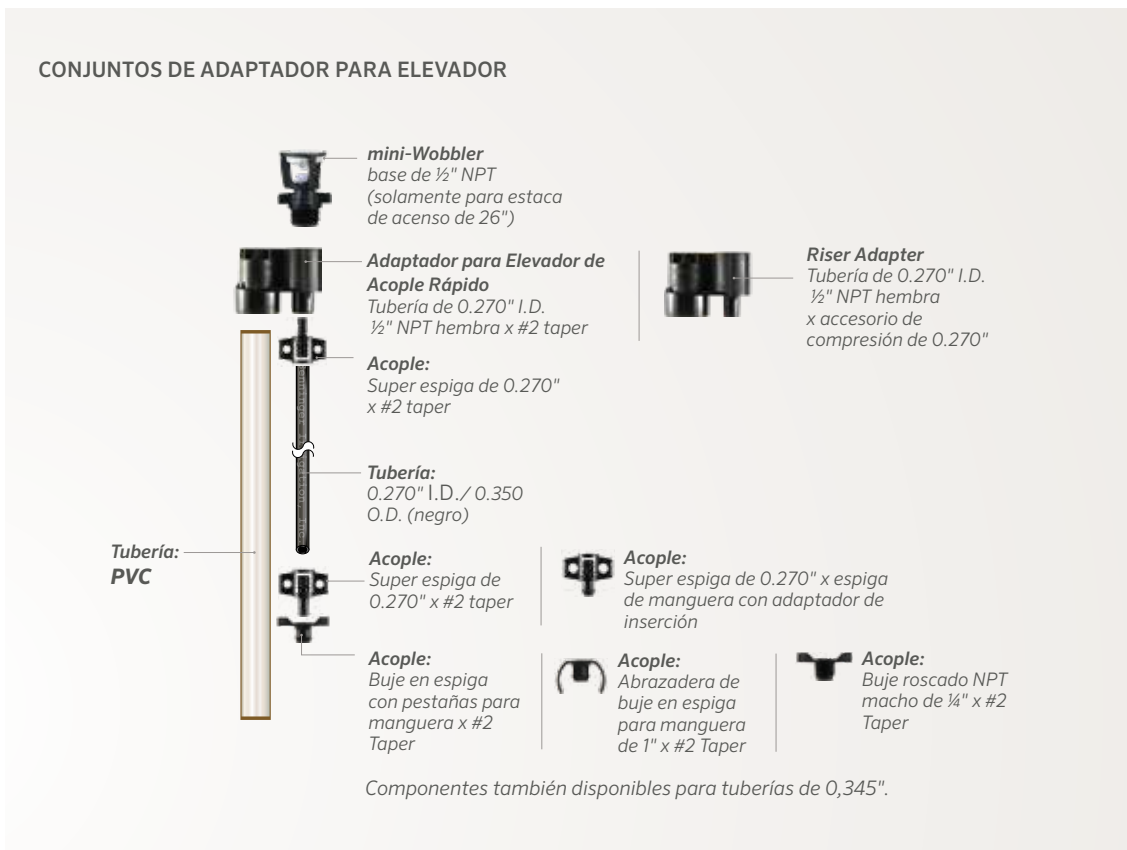 CONJUNTOS DE ADAPTADOR PARA ELEVADOR
mini-Wobbler
base de ½" NPT
(solamente para estaca
de acenso de 26")
Adaptador para Elevador de
Acople Rápido
Tubería de 0.270" I.D.
½" NPT hembra x #2 taper
Riser Adapter
Tubería de 0.270" I.D.
½" NPT hembra
x accesorio de
compresión de 0.270"
Acople:
Super espiga de 0.270"
x #2 taper
Tubería:
0.270" I.D./ 0.350
O.D. (negro)
Tubería:
PVC
Acople:
Super espiga de
0.270" x #2 taper
Acople:
Super espiga de 0.270" x espiga
de manguera con adaptador de
inserción
Acople:
Buje en espiga
con pestañas para
manguera x #2
Taper
Acople:
Abrazadera de
buje en espiga
para manguera
de 1" x #2 Taper
Acople:
Buje roscado NPT
macho de ¼" x #2
Taper
Componentes también disponibles para tuberías de 0,345".